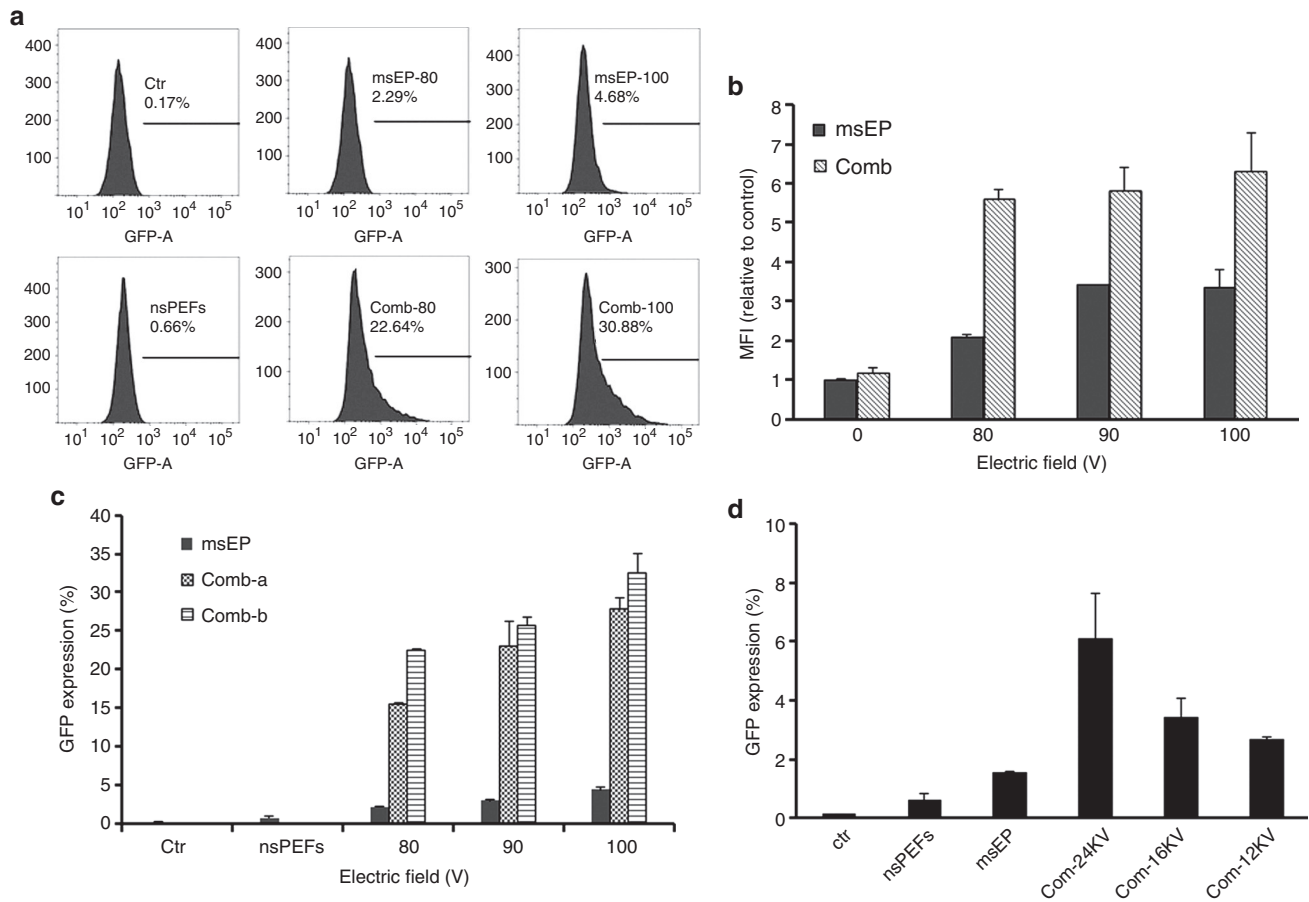 a
400
300
200
100
Ctr
0.17%
10^1 10^2 10^3 10^4 10^5
GFP-A
400
300
200
100
msEP-80
2.29%
10^1 10^2 10^3 10^4 10^5
GFP-A
400
300
200
100
msEP-100
4.68%
10^1 10^2 10^3 10^4 10^5
GFP-A
400
300
200
100
nsPEFs
0.66%
10^1 10^2 10^3 10^4 10^5
GFP-A
300
200
100
Comb-80
22.64%
10^1 10^2 10^3 10^4 10^5
GFP-A
300
200
100
Comb-100
30.88%
10^1 10^2 10^3 10^4 10^5
GFP-A
b
MFI (relative to control)
8
7
6
5
4
3
2
1
0
msEP
Comb
0 80 90 100
Electric field (V)
c
GFP expression (%)
40
35
30
25
20
15
10
5
0
msEP
Comb-a
Comb-b
Ctr nsPEFs 80 90 100
Electric field (V)
d
GFP expression (%)
10
8
6
4
2
0
ctr nsPEFs msEP Com-24KV Com-16KV Com-12KV